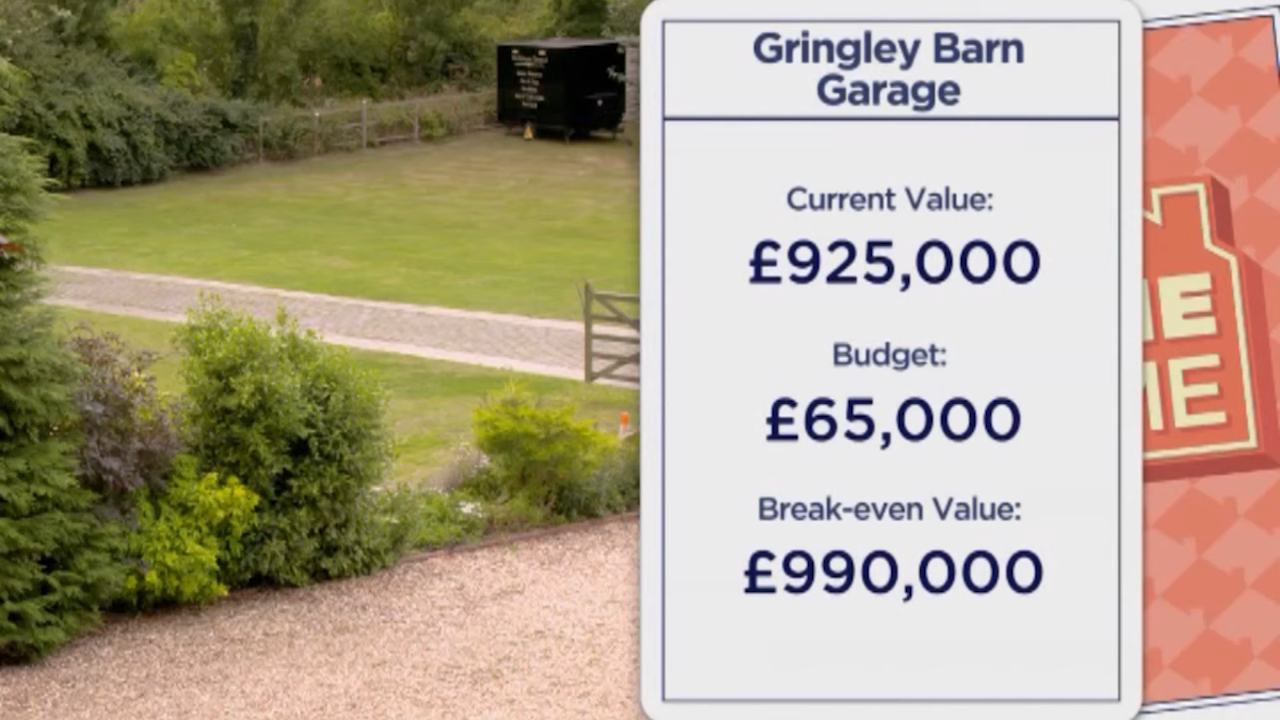 Gringley Barn
Garage
Current Value:
£925,000
Budget:
£65,000
Break-even Value:
£990,000